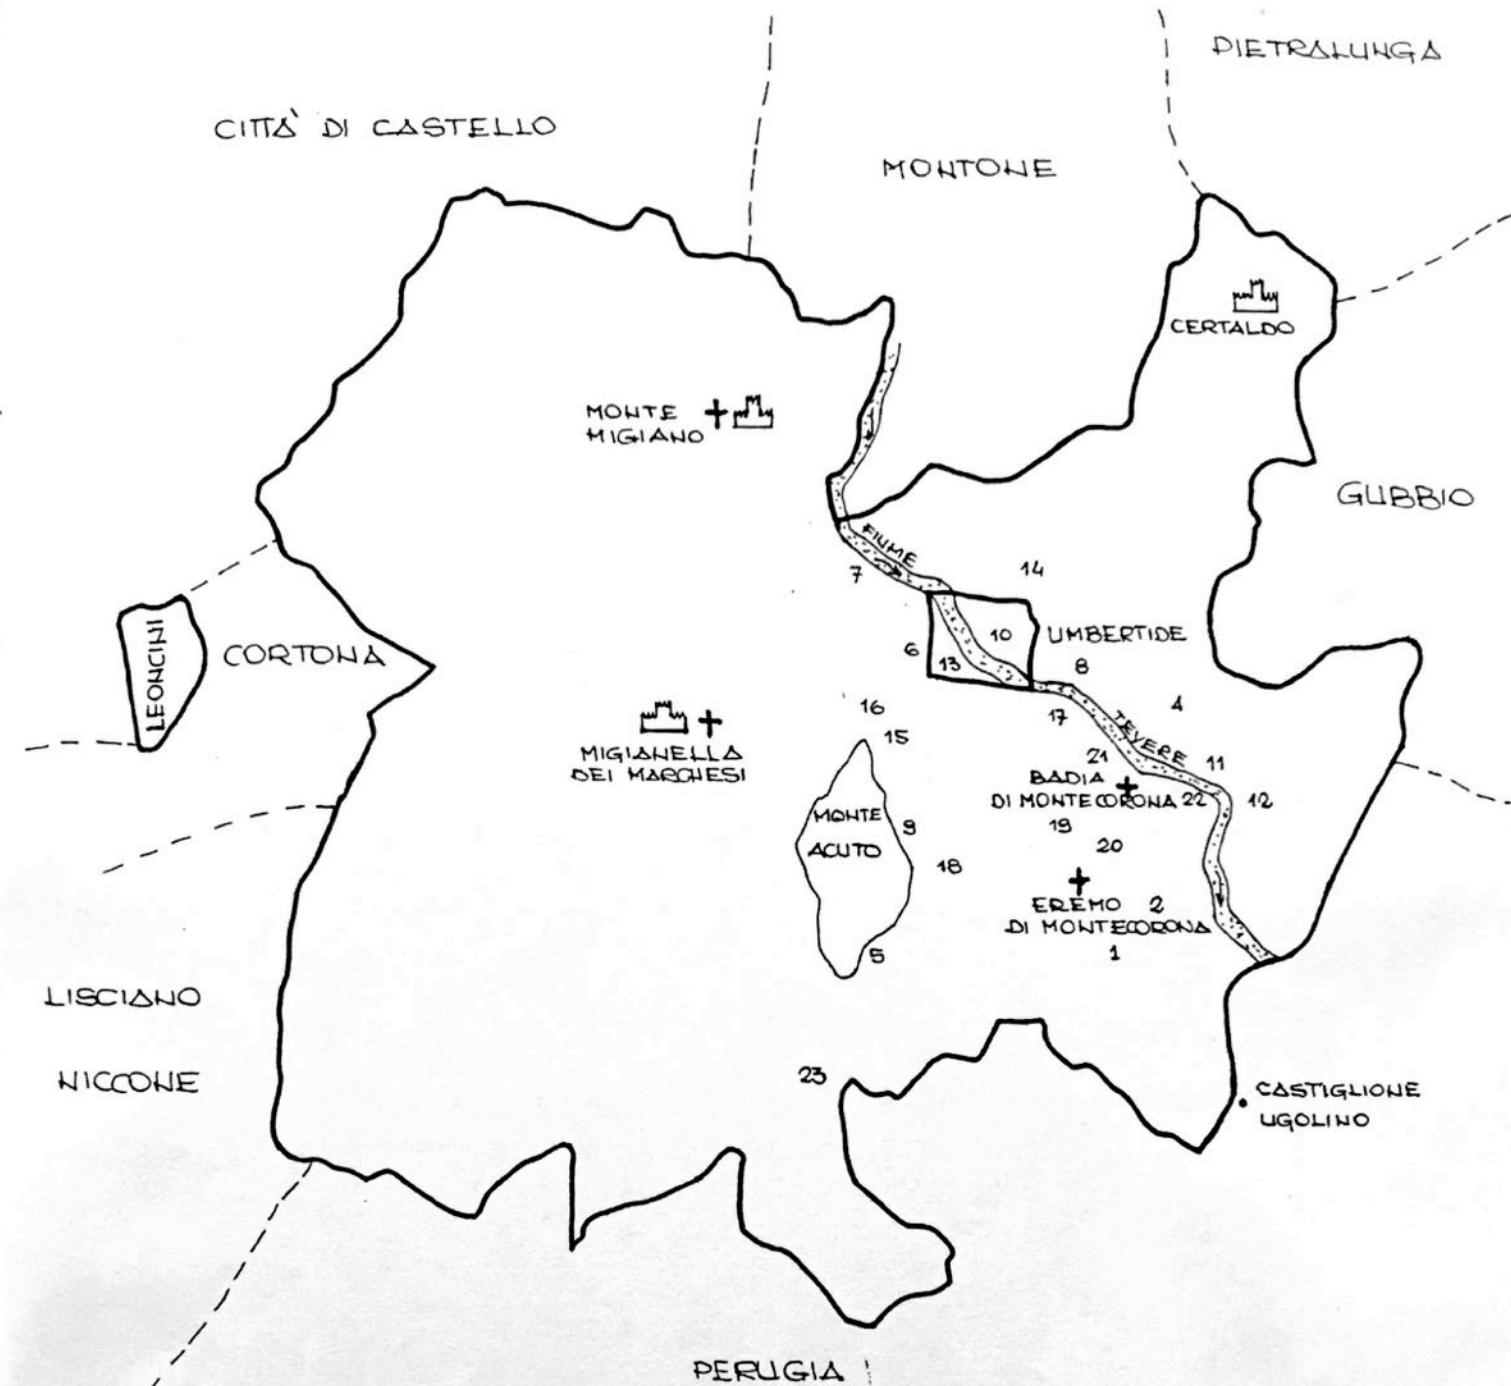 PIETRALUNGA
CITTÀ DI CASTELLO
MONTONE
CERTALDO
MONTE
MIGIANO
GUBBIO
FIUME
7
14
LEONCINI
CORTONA
6
10
13
UMBERTIDE
8
16
15
17
4
TEVERE
MIGIANELLA
DEI MARCHESI
21
11
BADIA
DI MONTECORONA
22
12
MONTE
ACUTO
9
19
20
18
EREMO
DI MONTECORONA
2
1
5
LISCIANO
NICCONE
23
CASTIGLIONE
UGOLINO
PERUGIA